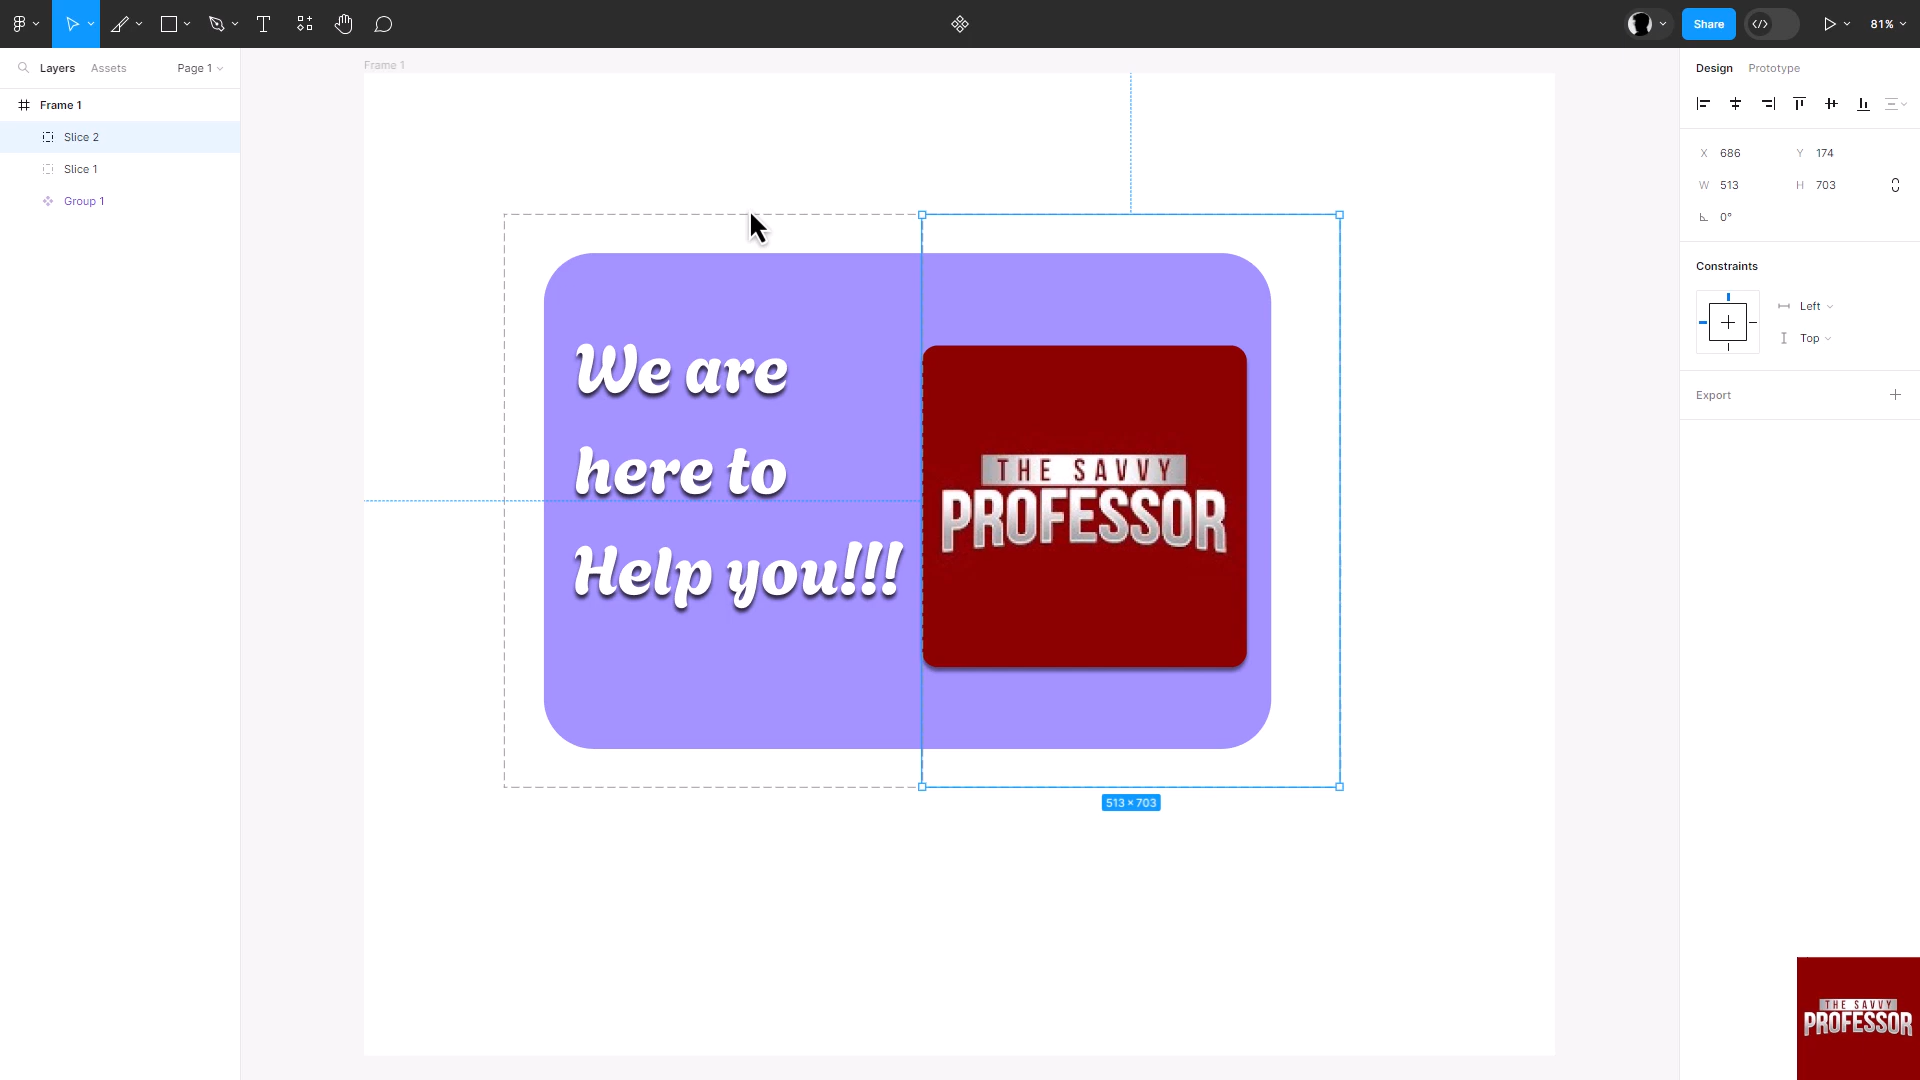 Share
81%
Layers
Assets
Page 1
Frame 1
Slice 2
Slice 1
Group 1
Frame 1
We are
here to
Help you!!!
THE SAVVY
PROFESSOR
513 × 703
Design
Prototype
X 686
Y 174
W 513
H 703
0°
Constraints
Left
Top
Export
THE SAVVY
PROFESSOR